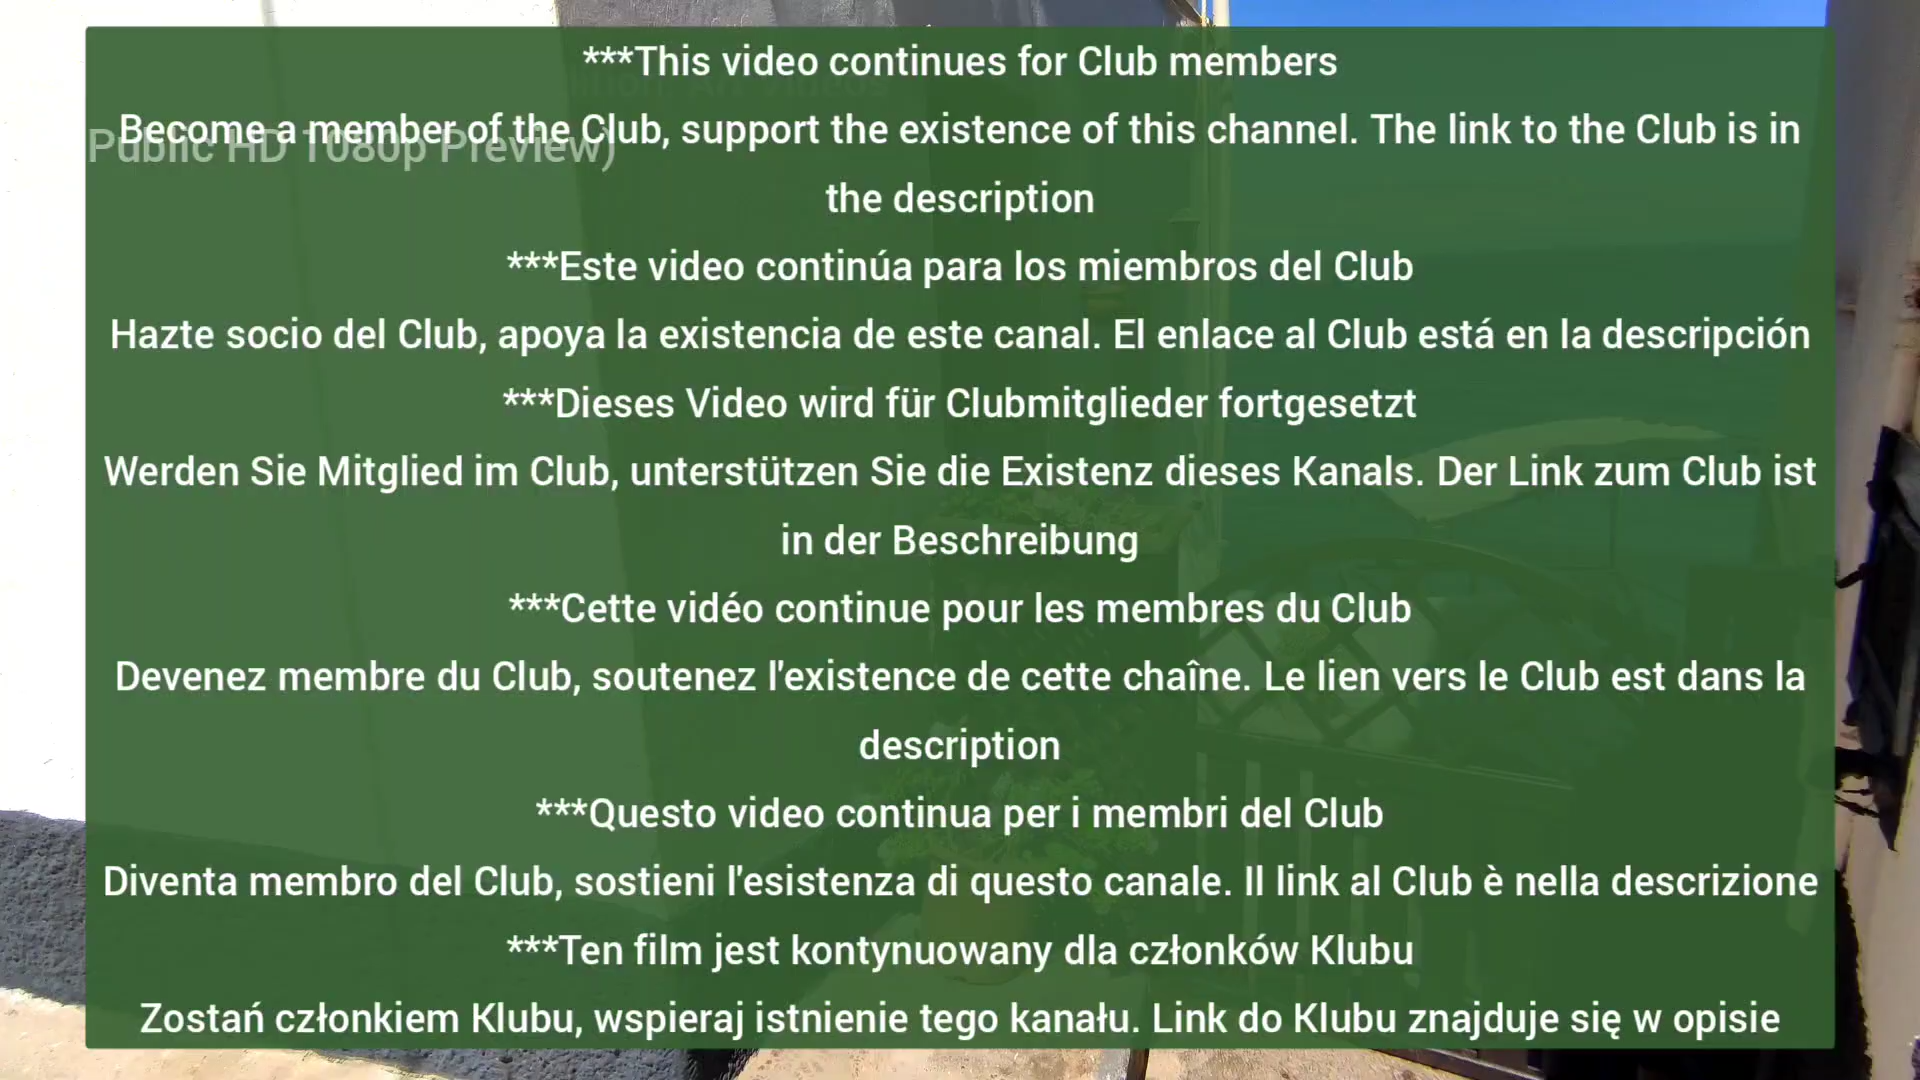 ***This video continues for Club members
Become a member of the Club, support the existence of this channel. The link to the Club is in
the description
Public HD 1080p Preview)
***Este video continúa para los miembros del Club
Hazte socio del Club, apoya la existencia de este canal. El enlace al Club está en la descripción
***Dieses Video wird für Clubmitglieder fortgesetzt
Werden Sie Mitglied im Club, unterstützen Sie die Existenz dieses Kanals. Der Link zum Club ist
in der Beschreibung
***Cette vidéo continue pour les membres du Club
Devenez membre du Club, soutenez l'existence de cette chaîne. Le lien vers le Club est dans la
description
***Questo video continua per i membri del Club
Diventa membro del Club, sostieni l'esistenza di questo canale. Il link al Club è nella descrizione
***Ten film jest kontynuowany dla członków Klubu
Zostań członkiem Klubu, wspieraj istnienie tego kanału. Link do Klubu znajduje się w opisie